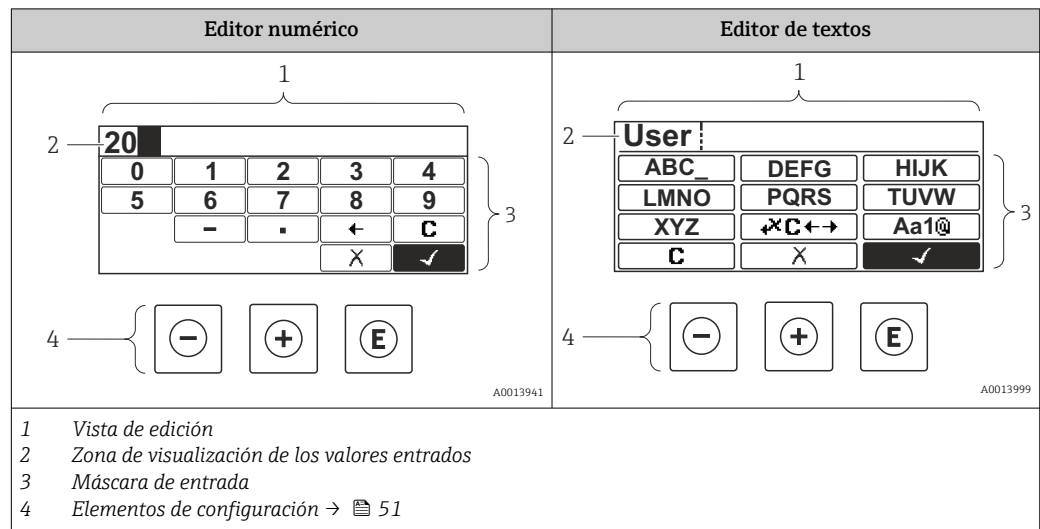 Editor numérico
Editor de textos
1
2
20
0 1 2 3 4
5 6 7 8 9
− . ← C
X ✓
3
4
− + E
A0013941
1
2
User
ABC_ DEFG HIJK
LMNO PQRS TUVW
XYZ ↶×C←→ Aa1@
C X ✓
3
4
− + E
A0013999
1 Vista de edición
2 Zona de visualización de los valores entrados
3 Máscara de entrada
4 Elementos de configuración → 51